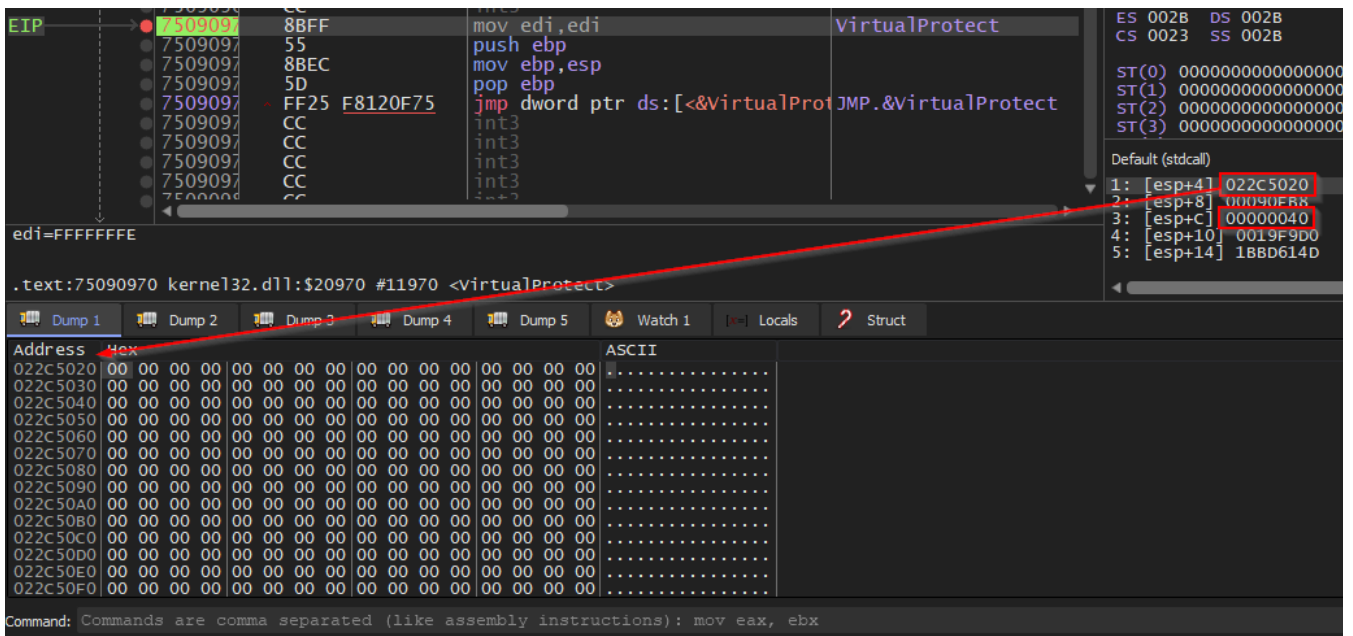 EIP
7509097 8BFF mov edi,edi VirtualProtect
7509097 55 push ebp
7509097 8BEC mov ebp,esp
7509097 5D pop ebp
7509097 FF25 F8120F75 jmp dword ptr ds:[<&VirtualProt JMP.&VirtualProtect
7509097 CC int3
7509097 CC int3
7509097 CC int3
7509097 CC int3
edi=FFFFFFFE
.text:75090970 kernel32.dll:$20970 #11970 <VirtualProtect>
ES 002B DS 002B
CS 0023 SS 002B
ST(0) 0000000000000000
ST(1) 0000000000000000
ST(2) 0000000000000000
ST(3) 0000000000000000
Default (stdcall)
1: [esp+4] 022C5020
2: [esp+8]
3: [esp+C] 00000040
4: [esp+10] 0019F9D0
5: [esp+14] 1BBD614D
Dump 1 Dump 2 Dump 3 Dump 4 Dump 5 Watch 1 [x=] Locals Struct
Address Hex ASCII
022C5020 00 00 00 00 00 00 00 00 00 00 00 00 00 00 00 00 ................
022C5030 00 00 00 00 00 00 00 00 00 00 00 00 00 00 00 00 ................
022C5040 00 00 00 00 00 00 00 00 00 00 00 00 00 00 00 00 ................
022C5050 00 00 00 00 00 00 00 00 00 00 00 00 00 00 00 00 ................
022C5060 00 00 00 00 00 00 00 00 00 00 00 00 00 00 00 00 ................
022C5070 00 00 00 00 00 00 00 00 00 00 00 00 00 00 00 00 ................
022C5080 00 00 00 00 00 00 00 00 00 00 00 00 00 00 00 00 ................
022C5090 00 00 00 00 00 00 00 00 00 00 00 00 00 00 00 00 ................
022C50A0 00 00 00 00 00 00 00 00 00 00 00 00 00 00 00 00 ................
022C50B0 00 00 00 00 00 00 00 00 00 00 00 00 00 00 00 00 ................
022C50C0 00 00 00 00 00 00 00 00 00 00 00 00 00 00 00 00 ................
022C50D0 00 00 00 00 00 00 00 00 00 00 00 00 00 00 00 00 ................
022C50E0 00 00 00 00 00 00 00 00 00 00 00 00 00 00 00 00 ................
022C50F0 00 00 00 00 00 00 00 00 00 00 00 00 00 00 00 00 ................
Command: Commands are comma separated (like assembly instructions): mov eax, ebx